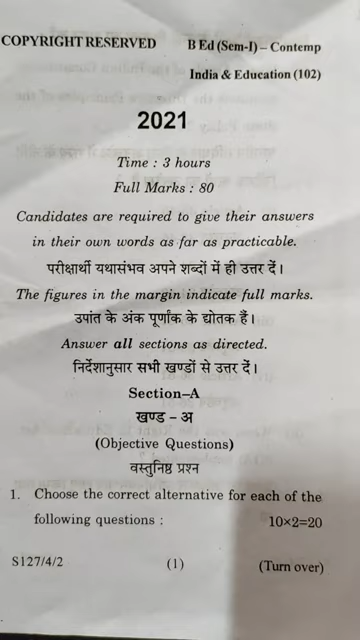 COPYRIGHT RESERVED B Ed (Sem-I) – Contemp
India & Education (102)
2021
Time : 3 hours
Full Marks : 80
Candidates are required to give their answers
in their own words as far as practicable.
परीक्षार्थी यथासंभव अपने शब्दों में ही उत्तर दें।
The figures in the margin indicate full marks.
उपांत के अंक पूर्णांक के द्योतक हैं।
Answer all sections as directed.
निर्देशानुसार सभी खण्डों से उत्तर दें।
Section–A
खण्ड – अ
(Objective Questions)
वस्तुनिष्ठ प्रश्न
1. Choose the correct alternative for each of the
following questions : 10×2=20
S127/4/2 (1) (Turn over)